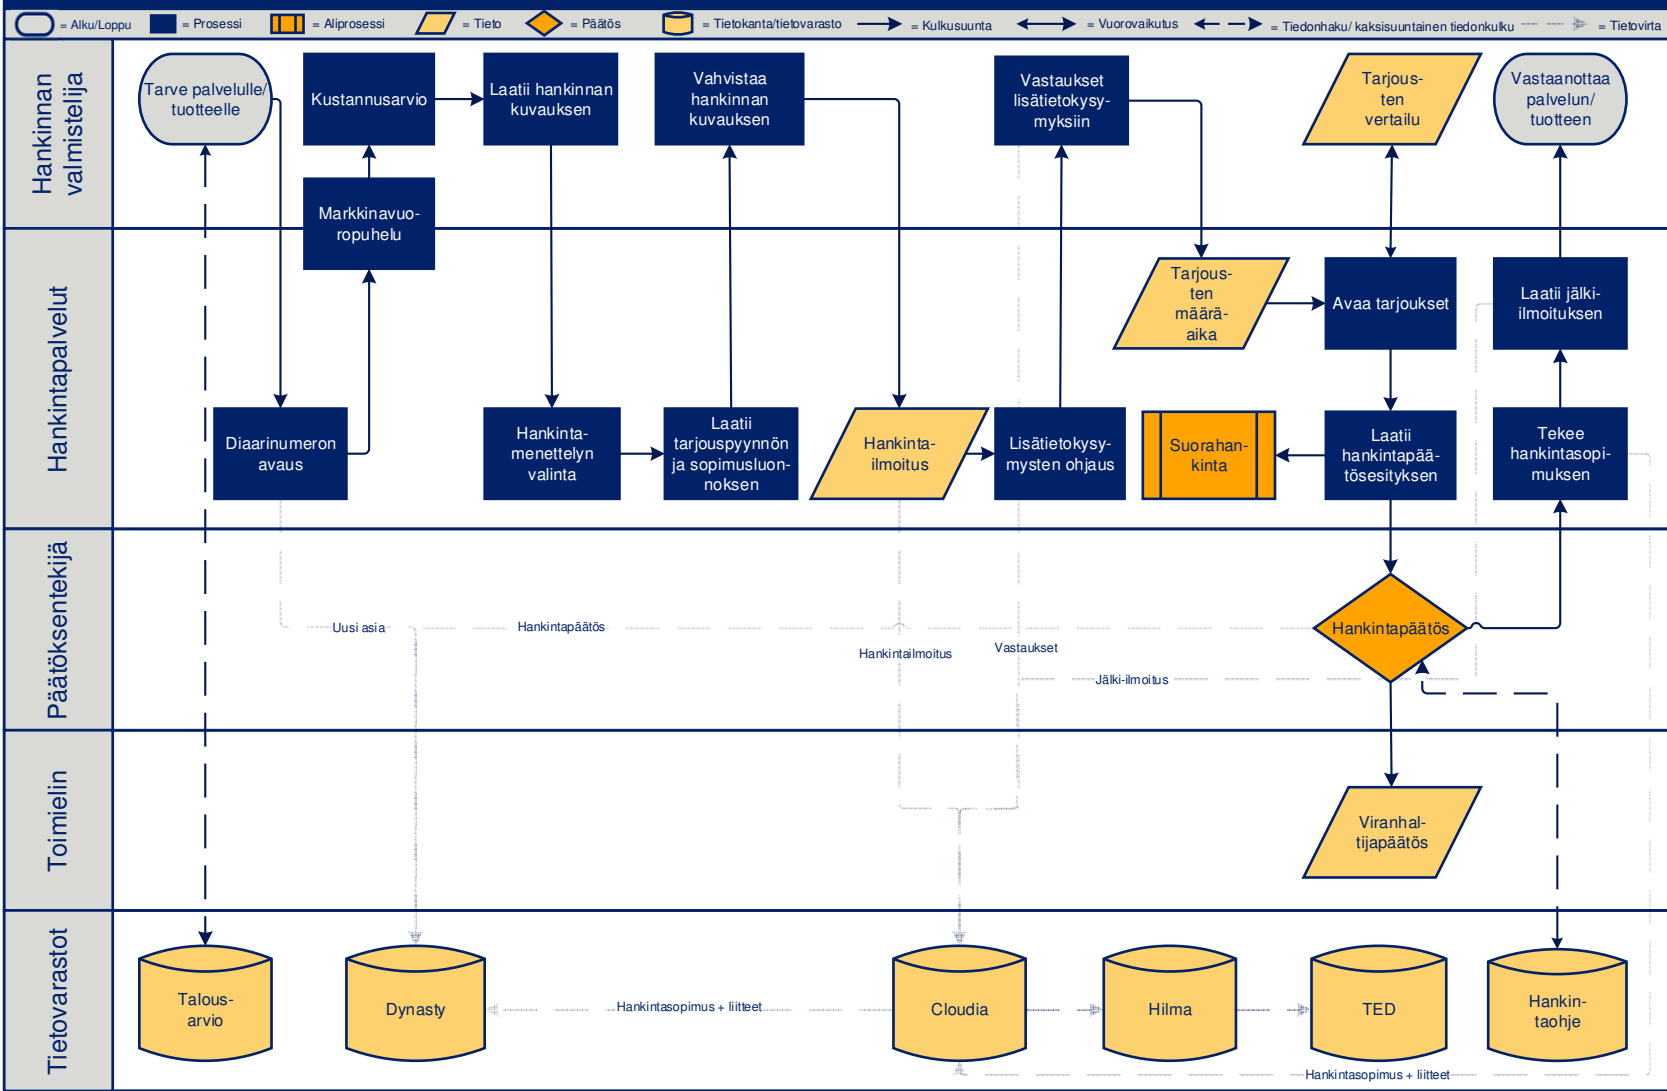 = Alku/Loppu
= Prosessi
= Aliprosessi
= Tieto
= Päätös
= Tietokanta/tietovarasto
= Kulkusuunta
= Vuorovaikutus
= Tiedonhaku/ kaksisuuntainen tiedonkulku
= Tietovirta
Hankinnan
valmistelija
Tarve palvelulle/
tuotteelle
Kustannusarvio
Laatii hankinnan
kuvauksen
Vahvistaa
hankinnan
kuvauksen
Vastaukset
lisätietokysy-
myksiin
Tarjous-
ten
vertailu
Vastaanottaa
palvelun/
tuotteen
Markkinavuo-
ropuhelu
Hankintapalvelut
Tarjous-
ten
määrä-
aika
Avaa tarjoukset
Laatii jälki-
ilmoituksen
Diaarinumeron
avaus
Hankinta-
menettelyn
valinta
Laatii
tarjouspyynnön
ja sopimusluon-
noksen
Hankinta-
ilmoitus
Lisätietokysy-
mysten ohjaus
Suorahan-
kinta
Laatii
hankintapää-
tösesityksen
Tekee
hankintasopi-
muksen
Päätöksentekijä
Uusi asia
Hankintapäätös
Hankintailmoitus
Vastaukset
Jälki-ilmoitus
Hankintapäätös
Toimielin
Viranhal-
tijapäätös
Tietovarastot
Talous-
arvio
Dynasty
Hankintasopimus + liitteet
Cloudia
Hilma
TED
Hankin-
taohje
Hankintasopimus + liitteet